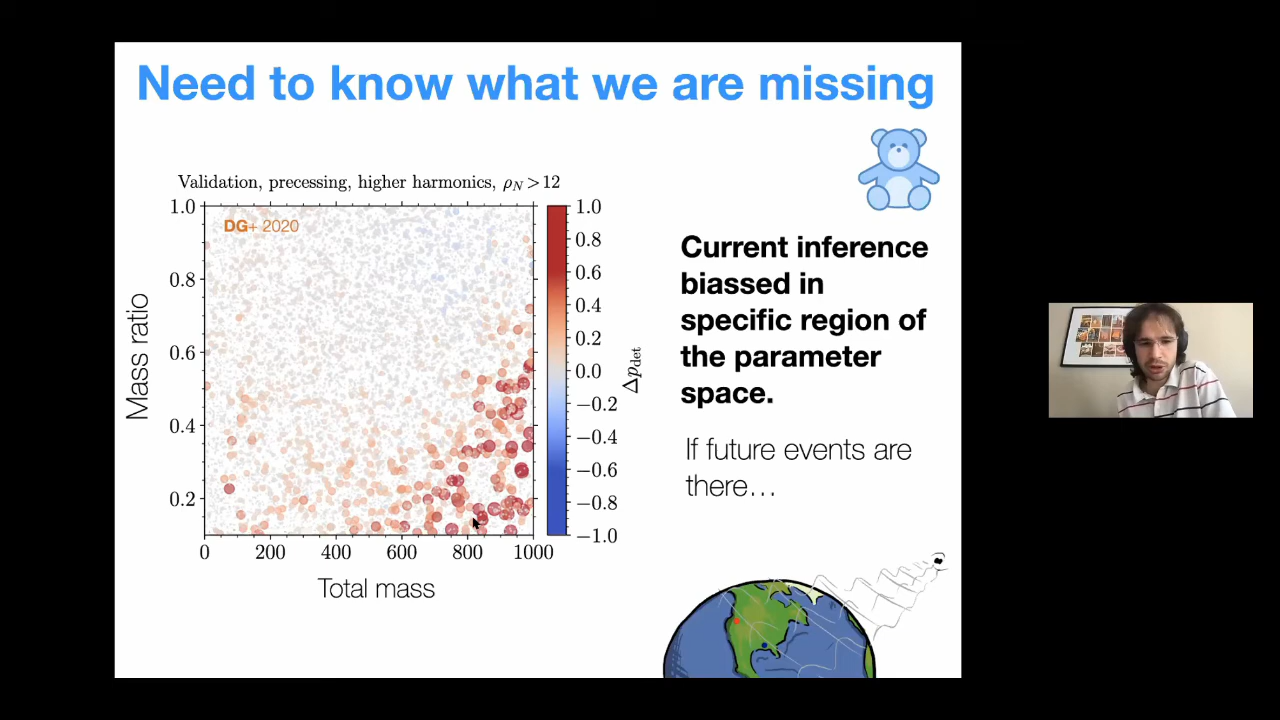 Need to know what we are missing
Validation, precessing, higher harmonics, ρ_N > 12
DG+ 2020
1.0
0.8
0.6
0.4
0.2
Mass ratio
0
200
400
600
800
1000
Total mass
1.0
0.8
0.6
0.4
0.2
0.0
−0.2
−0.4
−0.6
−0.8
−1.0
Δp_det
Current inference
biassed in
specific region of
the parameter
space.
If future events are
there…